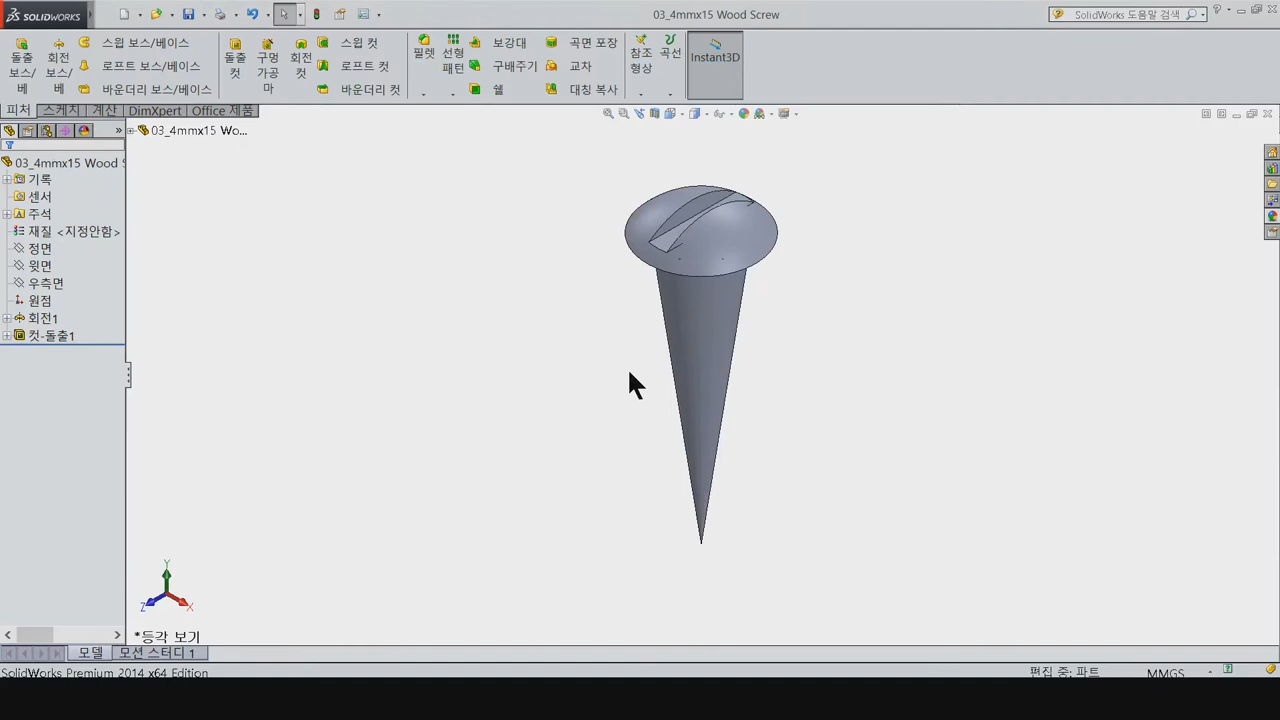 SOLIDWORKS
03_4mmx15 Wood Screw
SolidWorks 도움말 검색
돌출 보스/베
회전 보스/베
스윕 보스/베이스
로프트 보스/베이스
바운더리 보스/베이스
돌출 컷
구멍 가공 마
회전 컷
스윕 컷
로프트 컷
바운더리 컷
필렛
선형 패턴
보강대
구배주기
쉘
곡면 포장
교차
대칭 복사
참조 형상
곡선
Instant3D
피처
스케치
계산
DimXpert
Office 제품
»
03_4mmx15 Wo...
03_4mmx15 Wood S
기록
센서
주석
재질 <지정안함>
정면
윗면
우측면
원점
회전1
컷-돌출1
Y
Z
X
*등각 보기
모델
모션 스터디 1
SolidWorks Premium 2014 x64 Edition
편집 중: 파트
MMGS